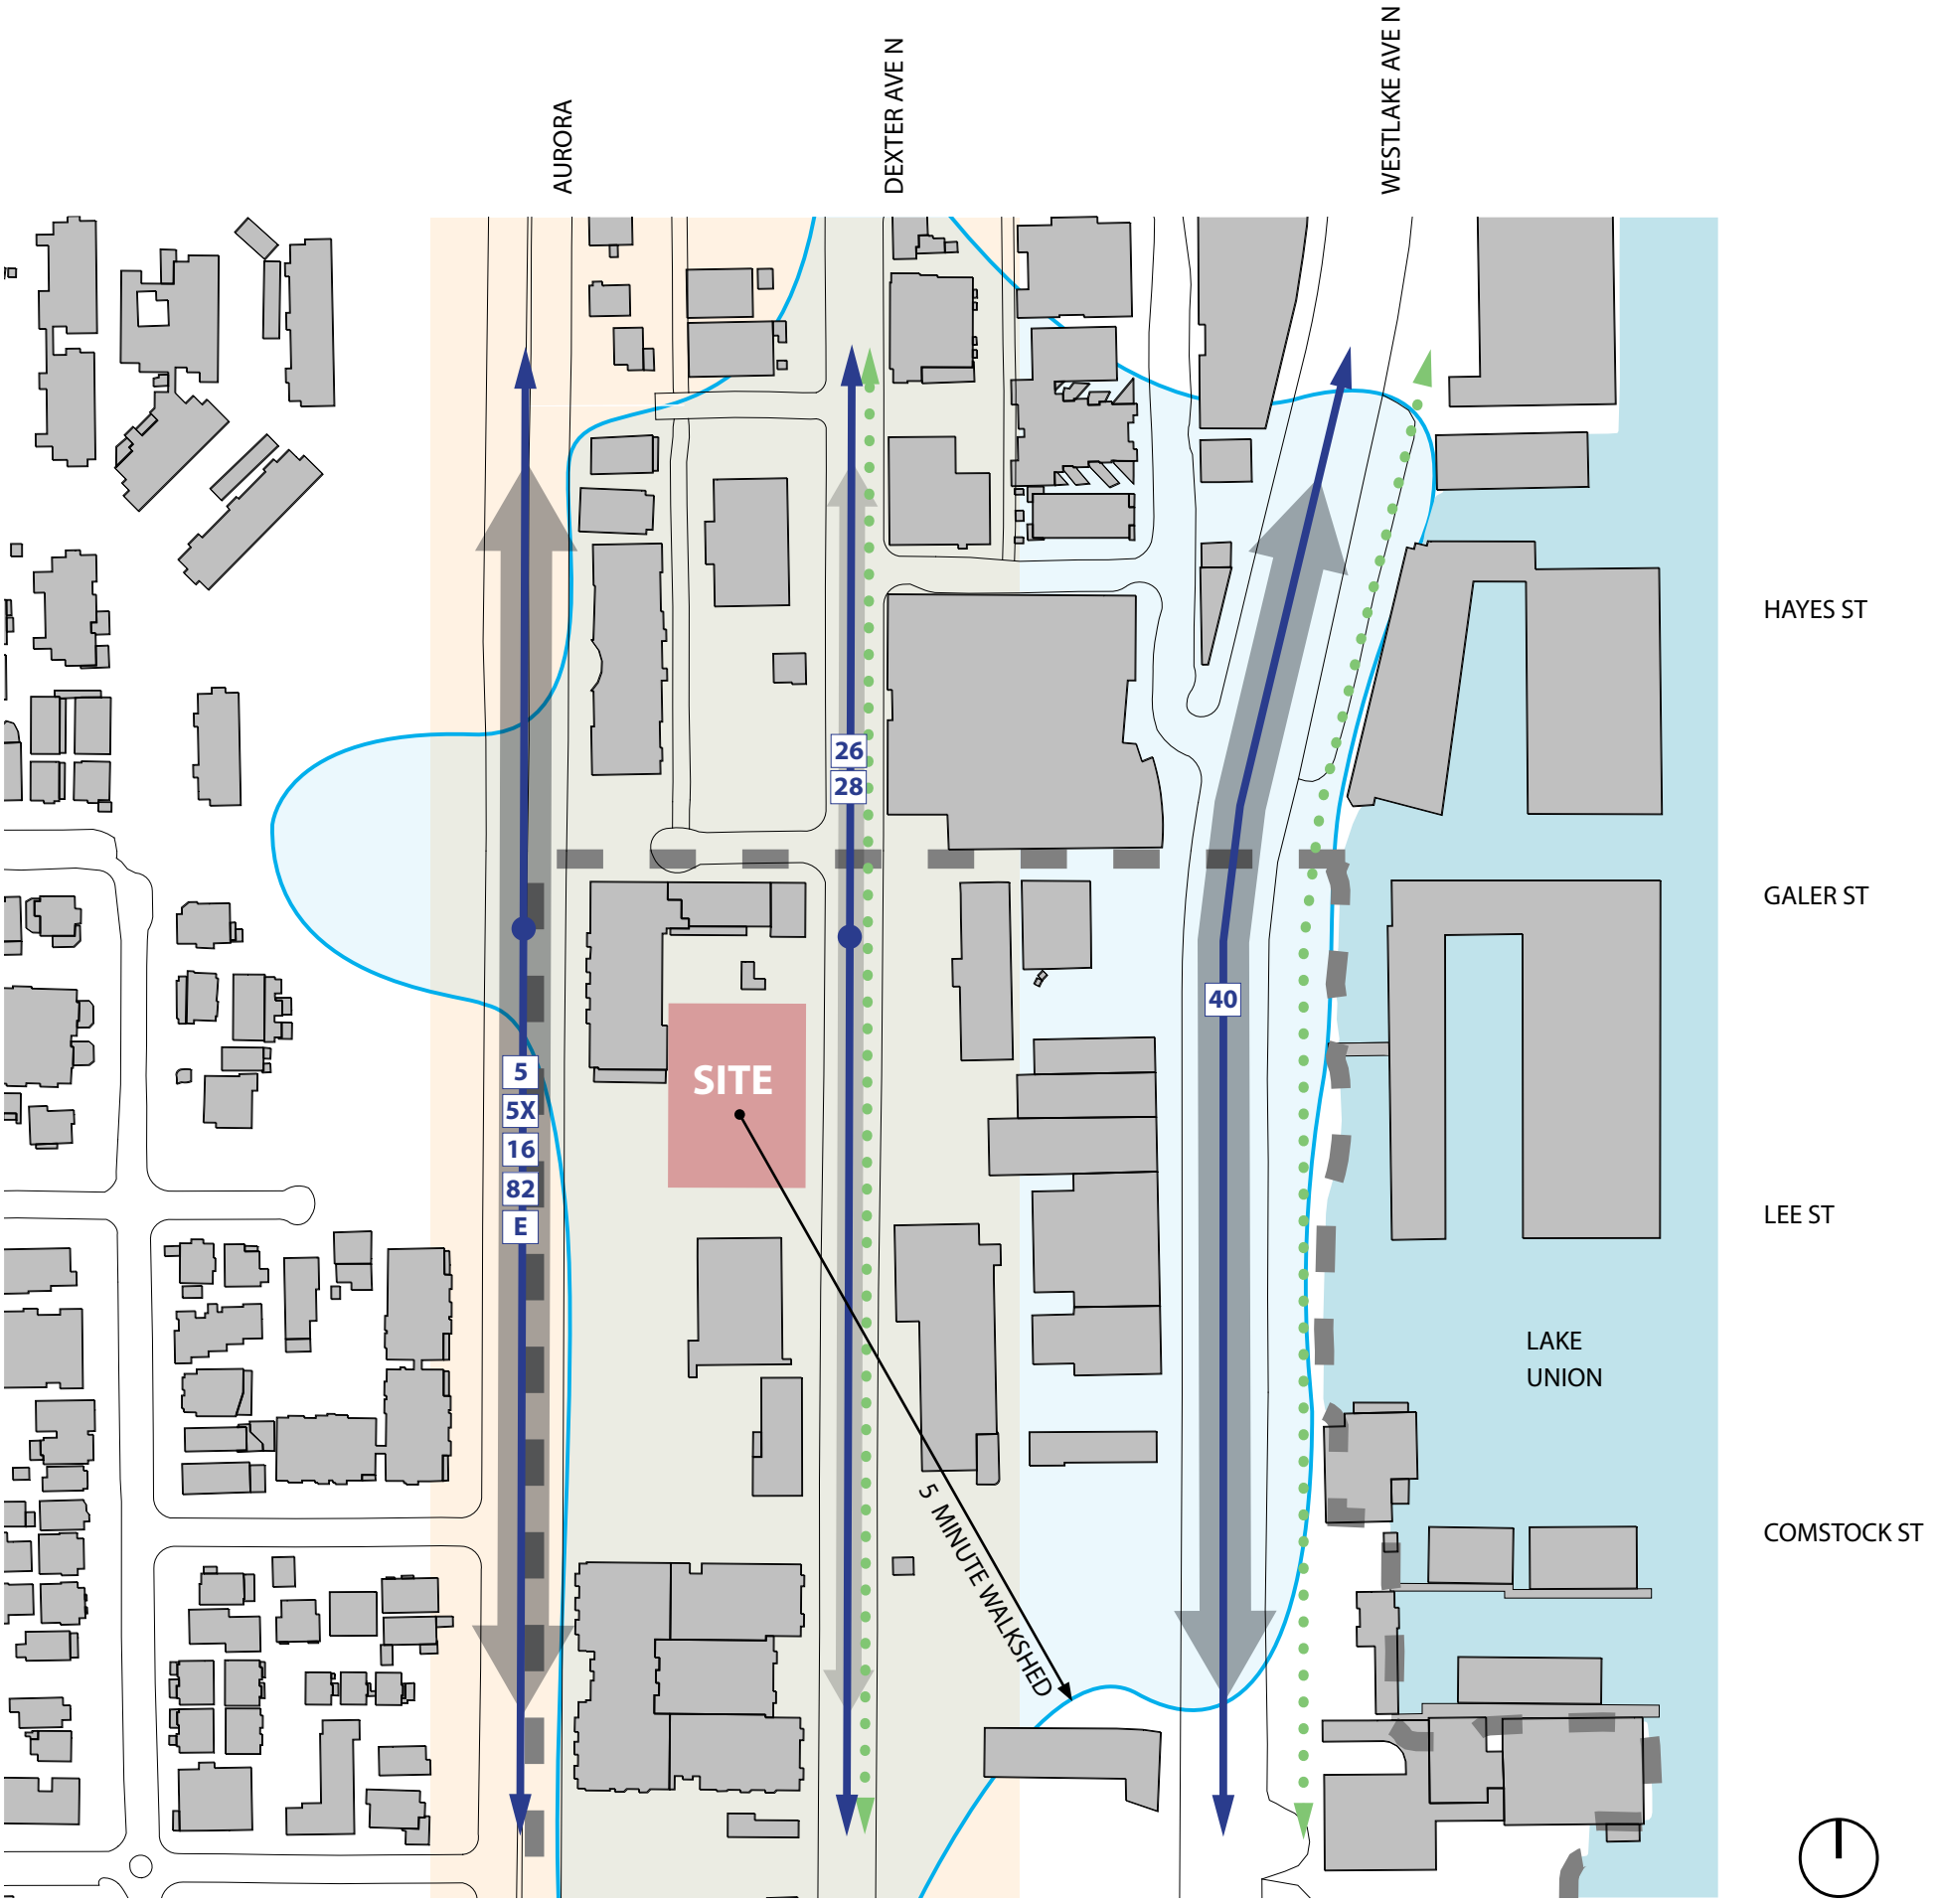 AURORA
DEXTER AVE N
WESTLAKE AVE N
HAYES ST
26
28
GALER ST
40
5
5X
16
82
E
SITE
LEE ST
LAKE
UNION
5 MINUTE WALKSHED
COMSTOCK ST